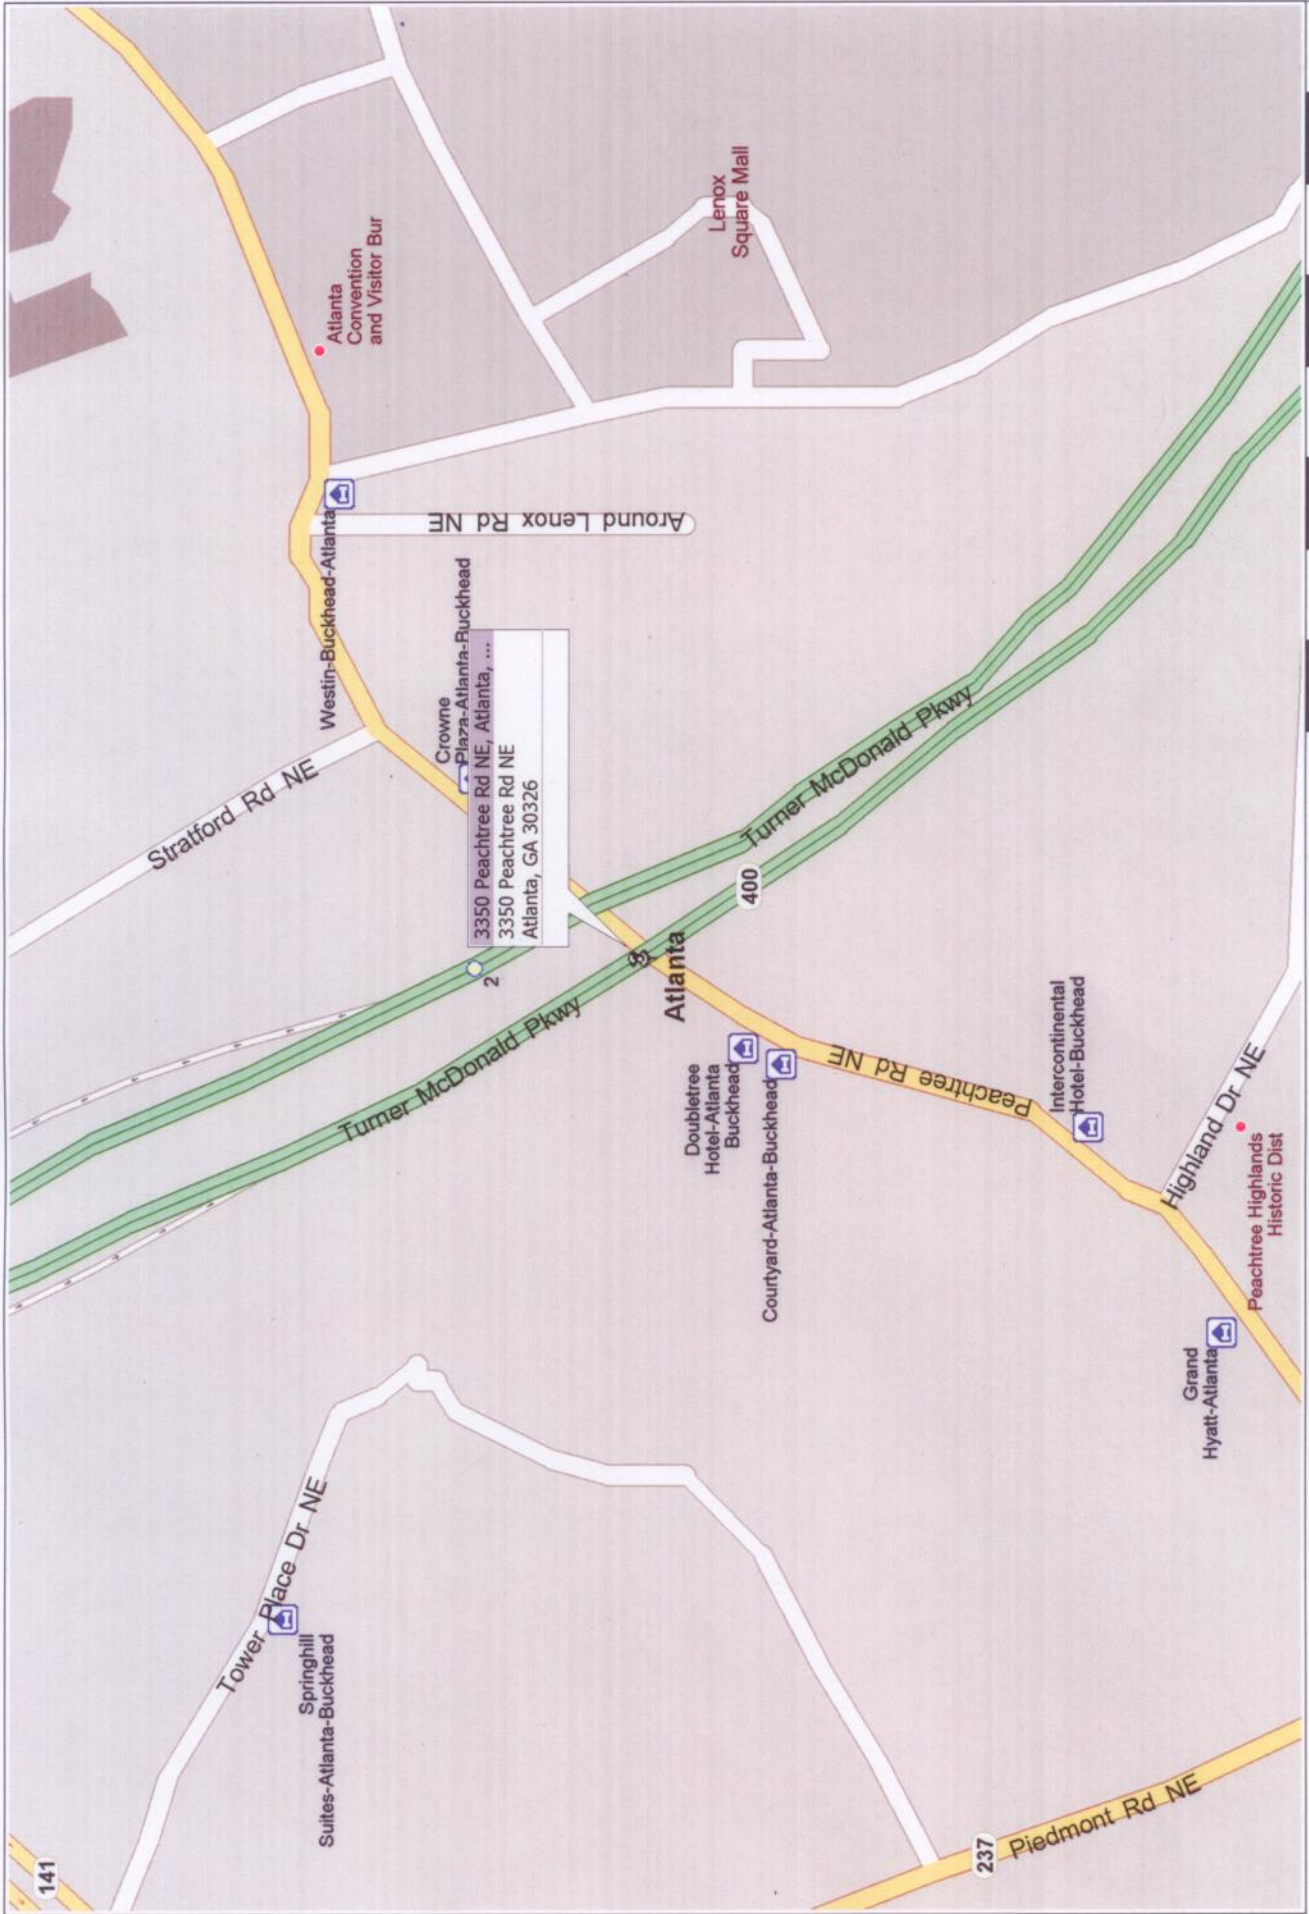 141
Tower Place Dr NE
Springhill
Suites-Atlanta-Buckhead
237
Piedmont Rd NE
Turner McDonald Pkwy
2
Stratford Rd NE
Westin-Buckhead-Atlanta
Crowne
Plaza-Atlanta-Buckhead
3350 Peachtree Rd NE, Atlanta, ...
3350 Peachtree Rd NE
Atlanta, GA 30326
Atlanta
400
Turner McDonald Pkwy
Doubletree
Hotel-Atlanta
Buckhead
Courtyard-Atlanta-Buckhead
Peachtree Rd NE
Intercontinental
Hotel-Buckhead
Highland Dr NE
Peachtree Highlands
Historic Dist
Grand
Hyatt-Atlanta
Around Lenox Rd NE
Atlanta
Convention
and Visitor Bur
Lenox
Square Mall